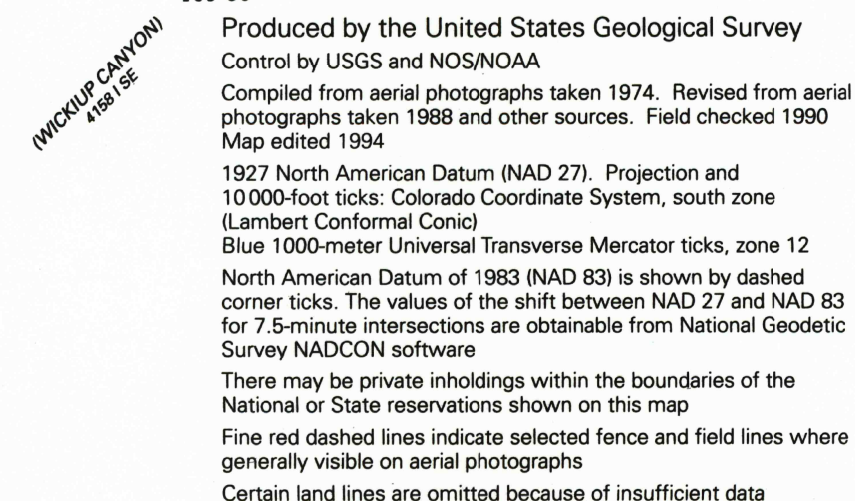 (WICKIUP CANYON)
4158 I SE
Produced by the United States Geological Survey
Control by USGS and NOS/NOAA
Compiled from aerial photographs taken 1974. Revised from aerial
photographs taken 1988 and other sources. Field checked 1990
Map edited 1994
1927 North American Datum (NAD 27). Projection and
10 000-foot ticks: Colorado Coordinate System, south zone
(Lambert Conformal Conic)
Blue 1000-meter Universal Transverse Mercator ticks, zone 12
North American Datum of 1983 (NAD 83) is shown by dashed
corner ticks. The values of the shift between NAD 27 and NAD 83
for 7.5-minute intersections are obtainable from National Geodetic
Survey NADCON software
There may be private inholdings within the boundaries of the
National or State reservations shown on this map
Fine red dashed lines indicate selected fence and field lines where
generally visible on aerial photographs
Certain land lines are omitted because of insufficient data